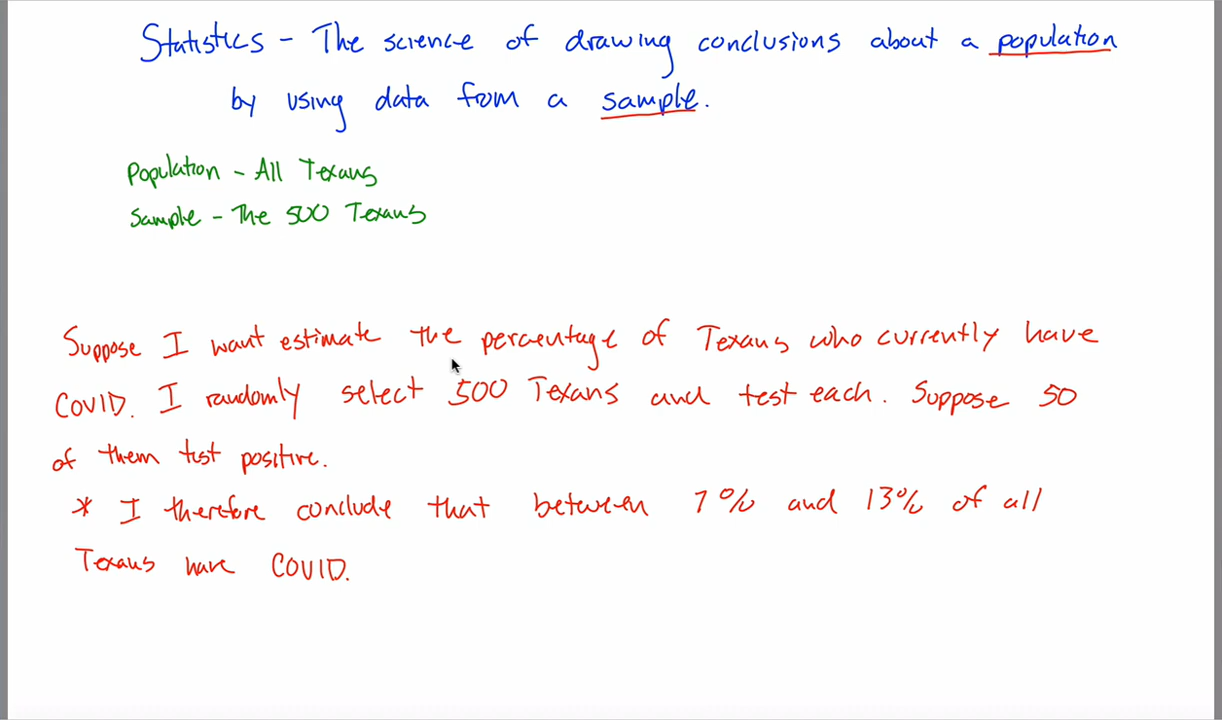 Statistics - The science of drawing conclusions about a population
by using data from a sample.
Population - All Texans
Sample - The 500 Texans
Suppose I want estimate the percentage of Texans who currently have
COVID. I randomly select 500 Texans and test each. Suppose 50
of them test positive.
* I therefore conclude that between 7% and 13% of all
Texans have COVID.